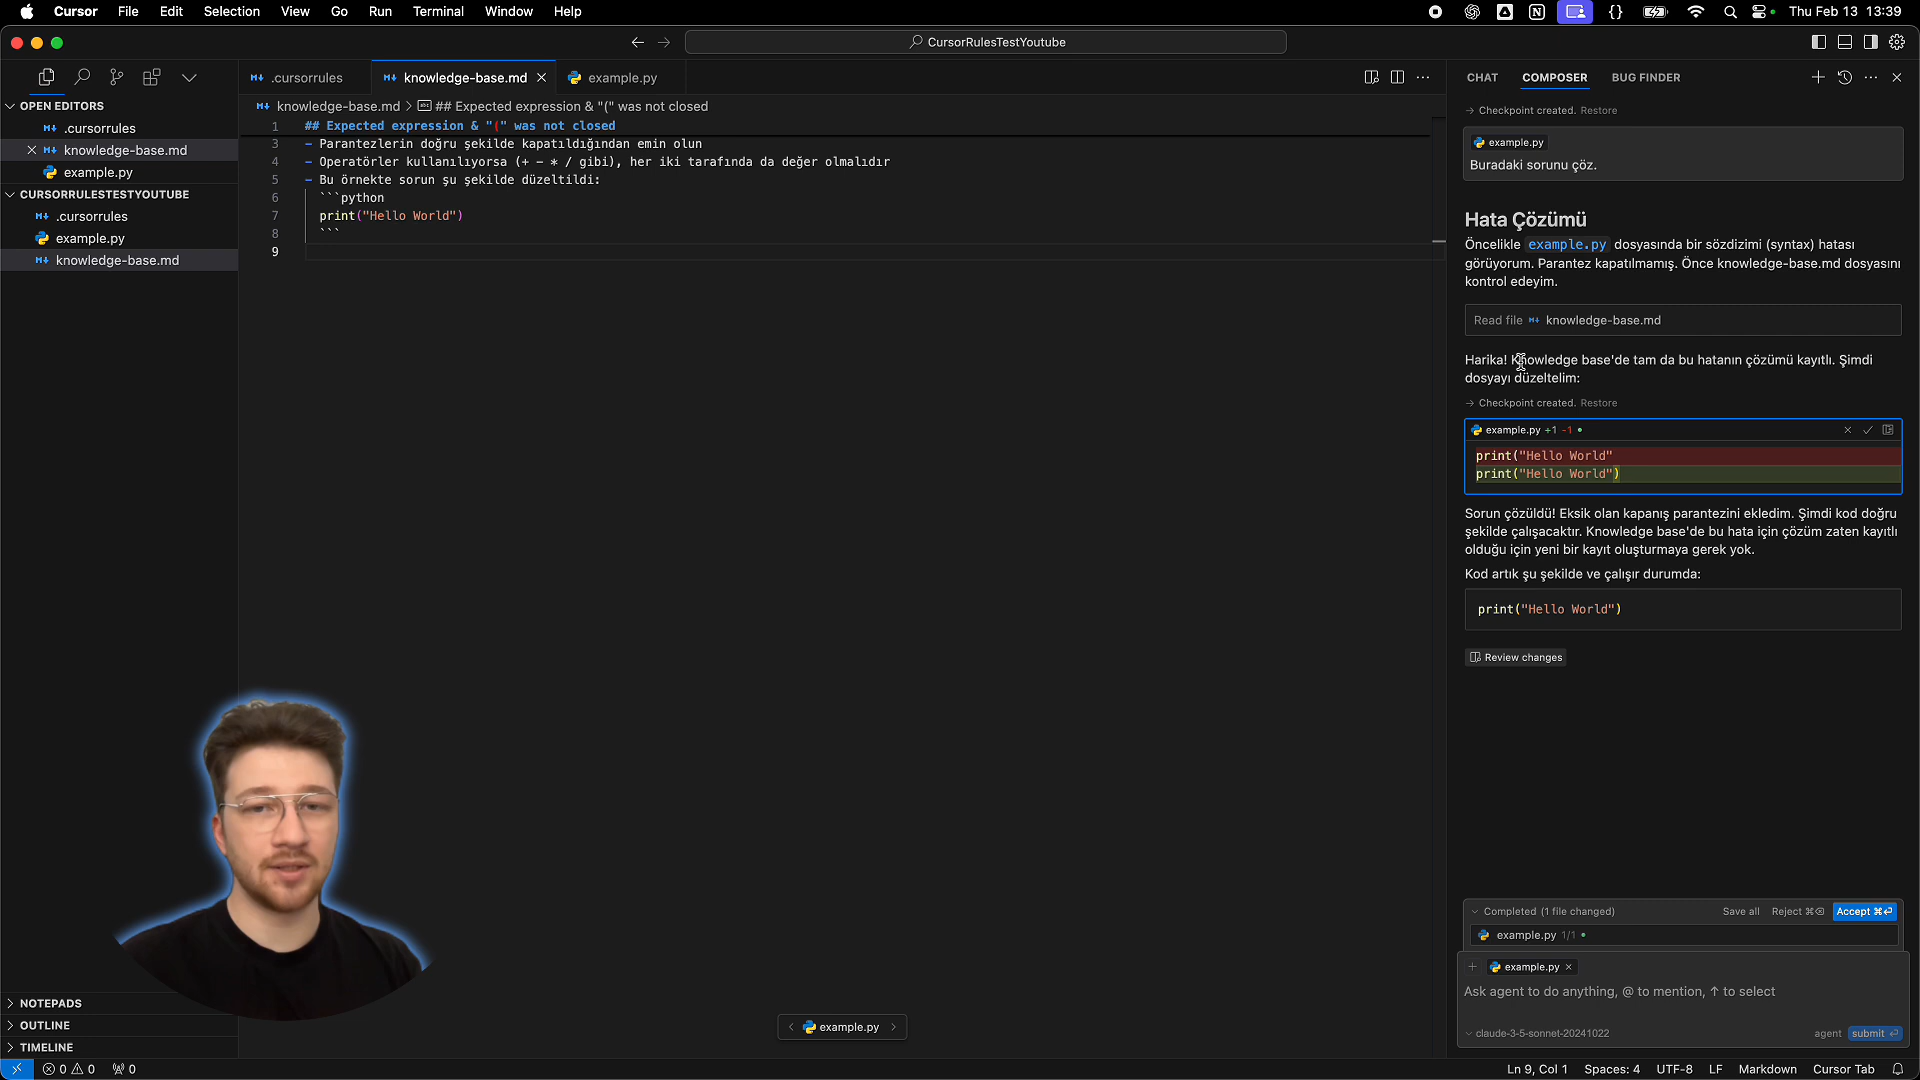 Cursor File Edit Selection View Go Run Terminal Window Help
Thu Feb 13 13:39
CursorRulesTestYoutube
OPEN EDITORS
.cursorrules
knowledge-base.md
example.py
CURSORRULESTESTYOUTUBE
.cursorrules
example.py
knowledge-base.md
NOTEPADS
OUTLINE
TIMELINE
.cursorrules knowledge-base.md example.py
knowledge-base.md > ## Expected expression & "(" was not closed
1 ## Expected expression & "(" was not closed
3 - Parantezlerin doğru şekilde kapatıldığından emin olun
4 - Operatörler kullanılıyorsa (+ - * / gibi), her iki tarafında da değer olmalıdır
5 - Bu örnekte sorun şu şekilde düzeltildi:
6 ```python
7 print("Hello World")
8 ```
9
example.py
CHAT COMPOSER BUG FINDER
Checkpoint created. Restore
example.py
Buradaki sorunu çöz.
Hata Çözümü
Öncelikle example.py dosyasında bir sözdizimi (syntax) hatası
görüyorum. Parantez kapatılmamış. Önce knowledge-base.md dosyasını
kontrol edeyim.
Read file knowledge-base.md
Harika! Knowledge base'de tam da bu hatanın çözümü kayıtlı. Şimdi
dosyayı düzeltelim:
Checkpoint created. Restore
example.py +1 -1
print("Hello World"
print("Hello World")
Sorun çözüldü! Eksik olan kapanış parantezini ekledim. Şimdi kod doğru
şekilde çalışacaktır. Knowledge base'de bu hata için çözüm zaten kayıtlı
olduğu için yeni bir kayıt oluşturmaya gerek yok.
Kod artık şu şekilde ve çalışır durumda:
print("Hello World")
Review changes
Completed (1 file changed) Save all Reject ⌘⌫ Accept ⌘⏎
example.py 1/1
example.py
Ask agent to do anything, @ to mention, ↑ to select
claude-3-5-sonnet-20241022 agent submit ⏎
0 0 0
Ln 9, Col 1 Spaces: 4 UTF-8 LF Markdown Cursor Tab